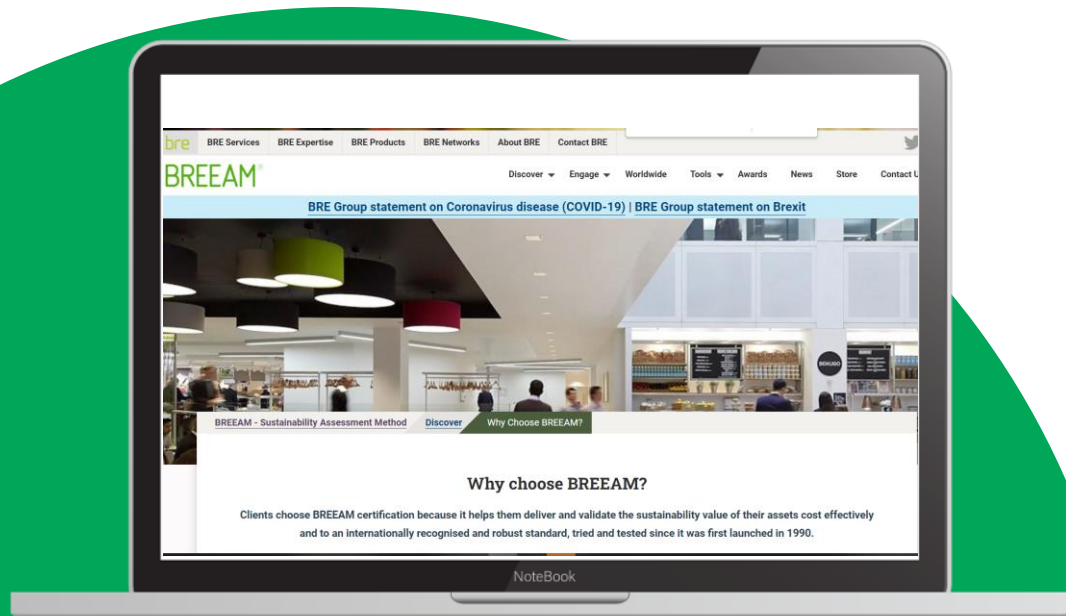 bre BRE Services BRE Expertise BRE Products BRE Networks About BRE Contact BRE
BREEAM®
Discover Engage Worldwide Tools Awards News Store Contact U
BRE Group statement on Coronavirus disease (COVID-19) | BRE Group statement on Brexit
BENUGO
BREEAM - Sustainability Assessment Method Discover Why Choose BREEAM?
Why choose BREEAM?
Clients choose BREEAM certification because it helps them deliver and validate the sustainability value of their assets cost effectively
and to an internationally recognised and robust standard, tried and tested since it was first launched in 1990.
NoteBook